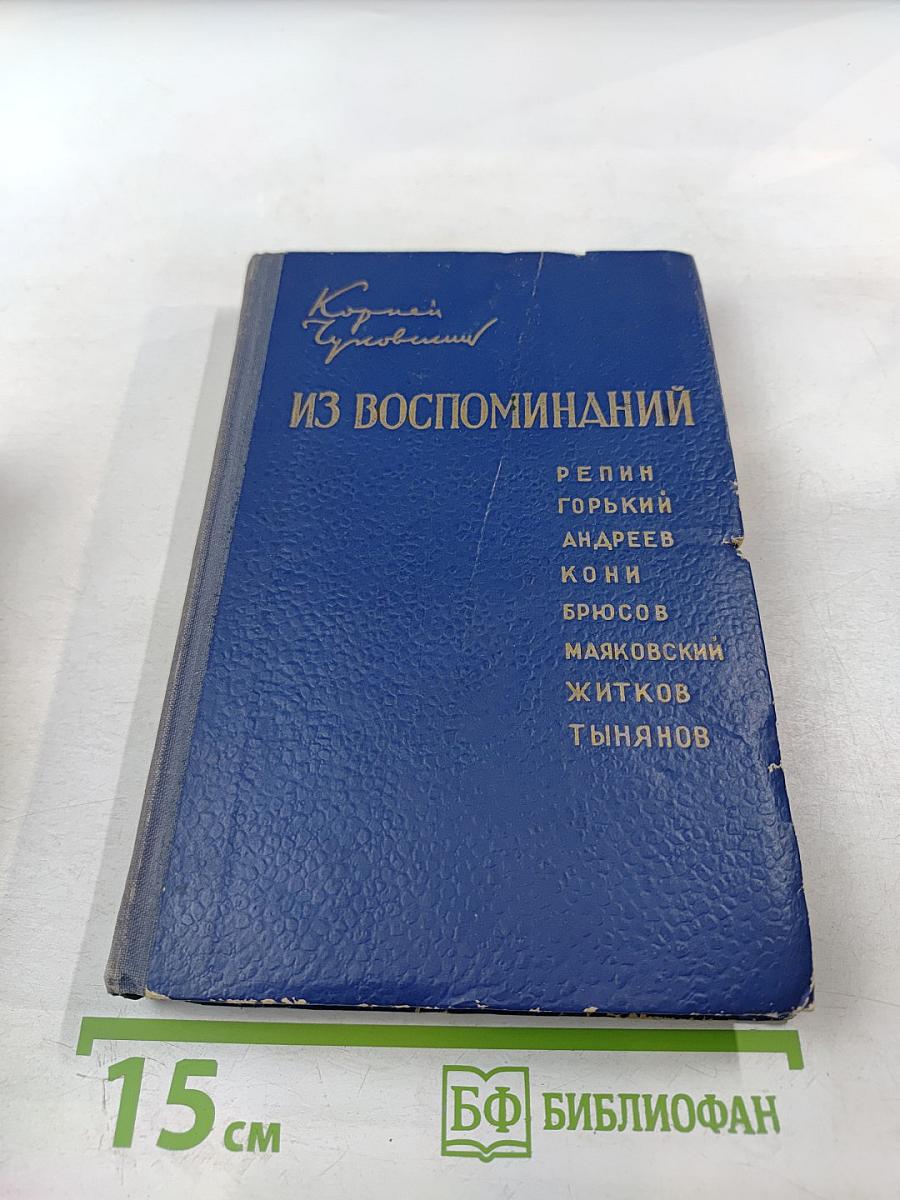 Корней
Чуковский
ИЗ ВОСПОМИНАНИЙ
РЕПИН
ГОРЬКИЙ
АНДРЕЕВ
КОНИ
БРЮСОВ
МАЯКОВСКИЙ
ЖИТКОВ
ТЫНЯНОВ
15 см
БФ БИБЛИОФАН